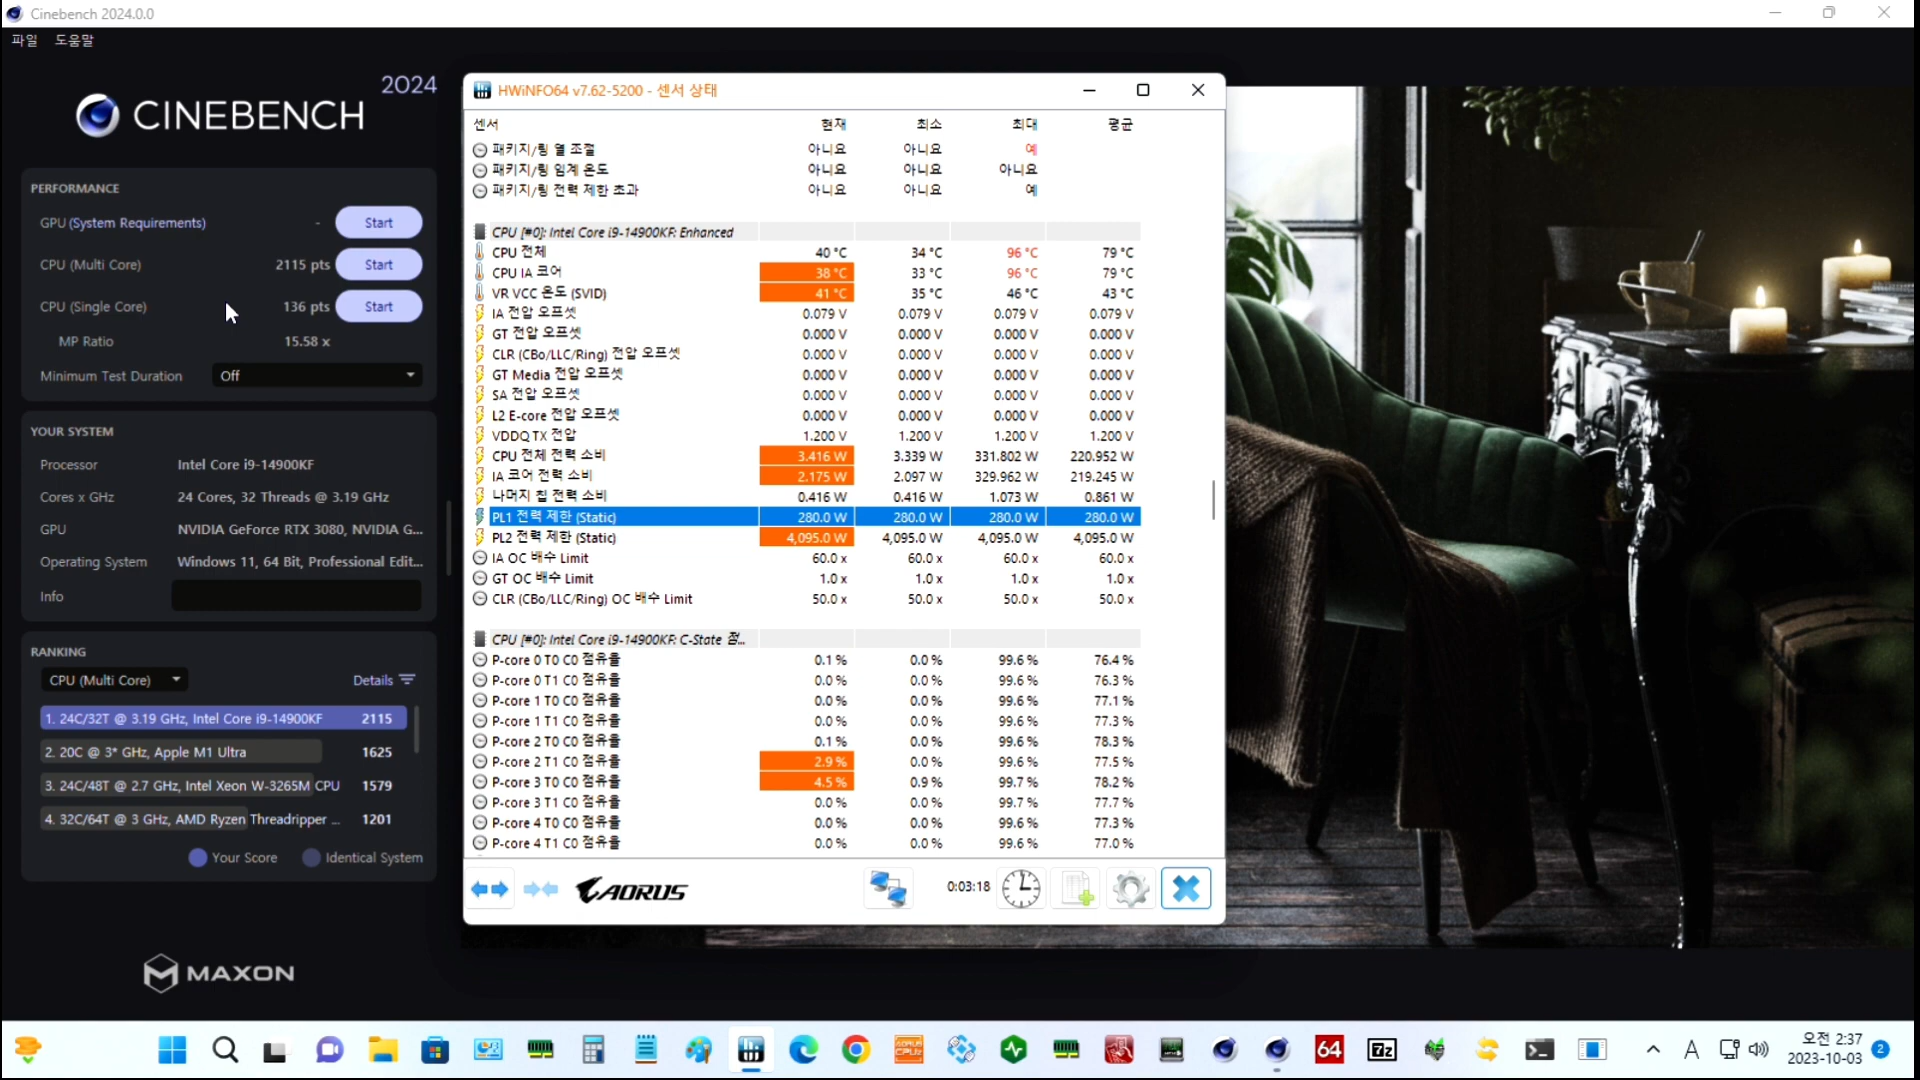 Cinebench 2024.0.0
파일 도움말
2024
CINEBENCH
PERFORMANCE
GPU (System Requirements) - Start
CPU (Multi Core) 2115 pts Start
CPU (Single Core) 136 pts Start
MP Ratio 15.58 x
Minimum Test Duration Off
YOUR SYSTEM
Processor Intel Core i9-14900KF
Cores x GHz 24 Cores, 32 Threads @ 3.19 GHz
GPU NVIDIA GeForce RTX 3080, NVIDIA G...
Operating System Windows 11, 64 Bit, Professional Edit...
Info
RANKING
CPU (Multi Core) Details
1. 24C/32T @ 3.19 GHz, Intel Core i9-14900KF 2115
2. 20C @ 3* GHz, Apple M1 Ultra 1625
3. 24C/48T @ 2.7 GHz, Intel Xeon W-3265M CPU 1579
4. 32C/64T @ 3 GHz, AMD Ryzen Threadripper ... 1201
Your Score Identical System
MAXON
HWiNFO64 v7.62-5200 - 센서 상태
센서 현재 최소 최대 평균
패키지/링 열 조절 아니요 아니요 예
패키지/링 임계 온도 아니요 아니요 아니요
패키지/링 전력 제한 초과 아니요 아니요 예
CPU [#0]: Intel Core i9-14900KF: Enhanced
CPU 전체 40 °C 34 °C 96 °C 79 °C
CPU IA 코어 38 °C 33 °C 96 °C 79 °C
VR VCC 온도 (SVID) 41 °C 35 °C 46 °C 43 °C
IA 전압 오프셋 0.079 V 0.079 V 0.079 V 0.079 V
GT 전압 오프셋 0.000 V 0.000 V 0.000 V 0.000 V
CLR (CBo/LLC/Ring) 전압 오프셋 0.000 V 0.000 V 0.000 V 0.000 V
GT Media 전압 오프셋 0.000 V 0.000 V 0.000 V 0.000 V
SA 전압 오프셋 0.000 V 0.000 V 0.000 V 0.000 V
L2 E-core 전압 오프셋 0.000 V 0.000 V 0.000 V 0.000 V
VDDQ TX 전압 1.200 V 1.200 V 1.200 V 1.200 V
CPU 전체 전력 소비 3.416 W 3.339 W 331.802 W 220.952 W
IA 코어 전력 소비 2.175 W 2.097 W 329.962 W 219.245 W
나머지 칩 전력 소비 0.416 W 0.416 W 1.073 W 0.861 W
PL1 전력 제한 (Static) 280.0 W 280.0 W 280.0 W 280.0 W
PL2 전력 제한 (Static) 4,095.0 W 4,095.0 W 4,095.0 W 4,095.0 W
IA OC 배수 Limit 60.0 x 60.0 x 60.0 x 60.0 x
GT OC 배수 Limit 1.0 x 1.0 x 1.0 x 1.0 x
CLR (CBo/LLC/Ring) OC 배수 Limit 50.0 x 50.0 x 50.0 x 50.0 x
CPU [#0]: Intel Core i9-14900KF: C-State 점...
P-core 0 T0 C0 점유율 0.1 % 0.0 % 99.6 % 76.4 %
P-core 0 T1 C0 점유율 0.0 % 0.0 % 99.6 % 76.3 %
P-core 1 T0 C0 점유율 0.0 % 0.0 % 99.6 % 77.1 %
P-core 1 T1 C0 점유율 0.0 % 0.0 % 99.6 % 77.3 %
P-core 2 T0 C0 점유율 0.1 % 0.0 % 99.6 % 78.3 %
P-core 2 T1 C0 점유율 2.9 % 0.0 % 99.6 % 77.5 %
P-core 3 T0 C0 점유율 4.5 % 0.9 % 99.7 % 78.2 %
P-core 3 T1 C0 점유율 0.0 % 0.0 % 99.7 % 77.7 %
P-core 4 T0 C0 점유율 0.0 % 0.0 % 99.6 % 77.3 %
P-core 4 T1 C0 점유율 0.0 % 0.0 % 99.6 % 77.0 %
AORUS 0:03:18
64 7z A 오전 2:37
2023-10-03 2